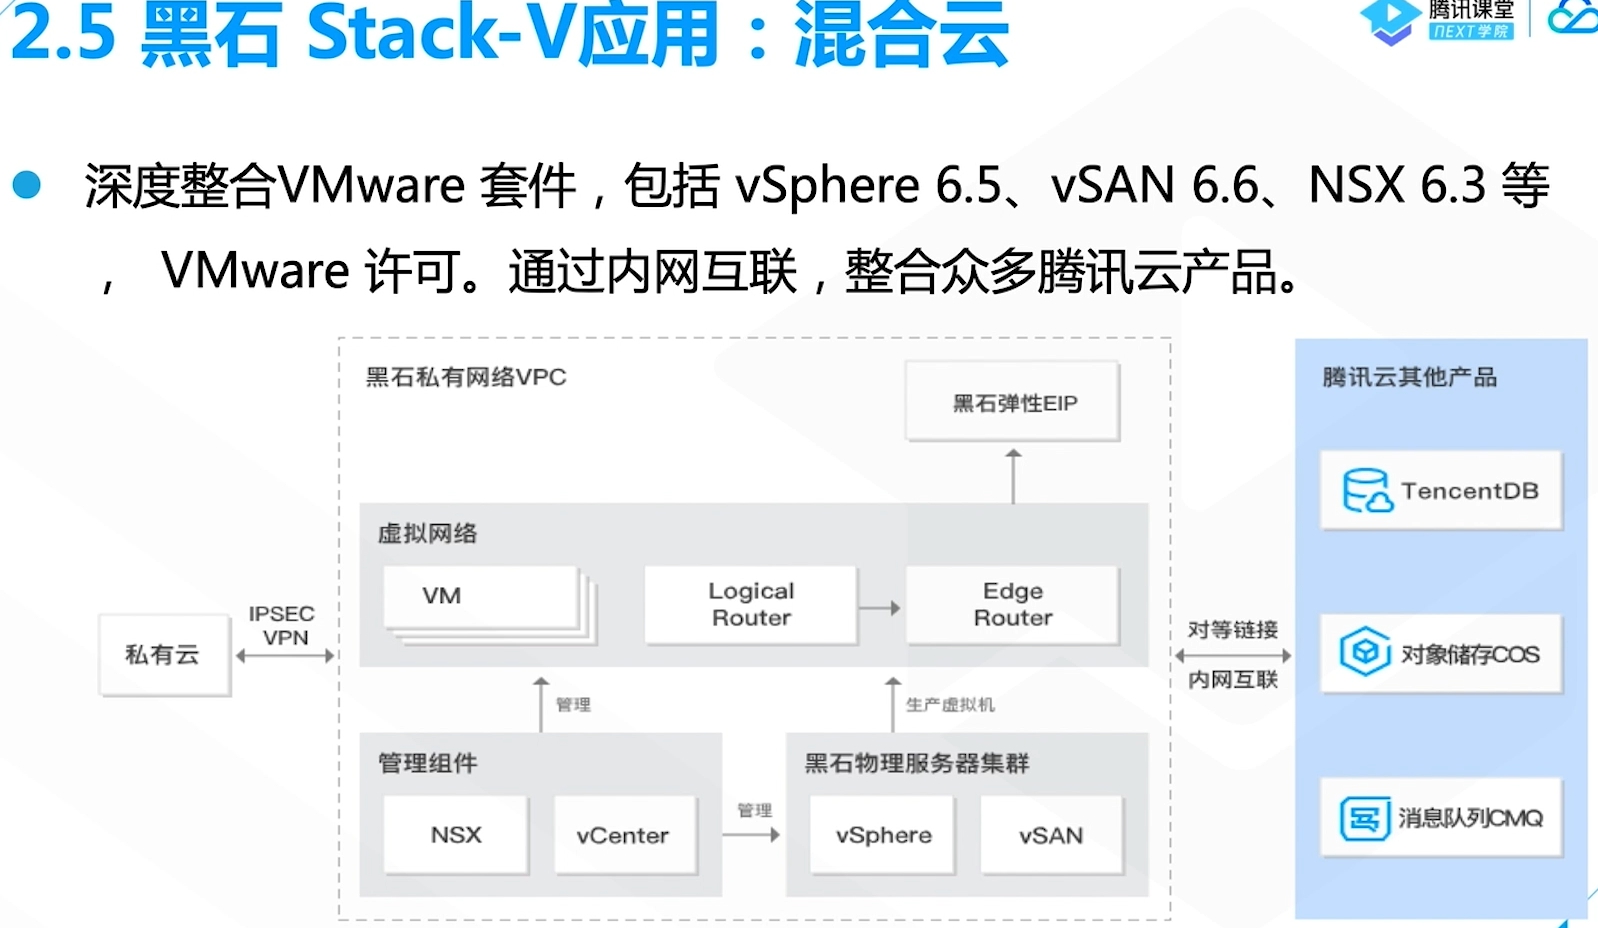 2.5 黑石 Stack-V应用：混合云
腾讯课堂
NEXT学院
深度整合VMware 套件，包括 vSphere 6.5、vSAN 6.6、NSX 6.3 等
， VMware 许可。通过内网互联，整合众多腾讯云产品。
黑石私有网络VPC
黑石弹性EIP
腾讯云其他产品
TencentDB
虚拟网络
VM
Logical
Router
Edge
Router
IPSEC
VPN
私有云
对等链接
内网互联
对象储存COS
管理
生产虚拟机
管理组件
NSX
vCenter
管理
黑石物理服务器集群
vSphere
vSAN
消息队列CMQ